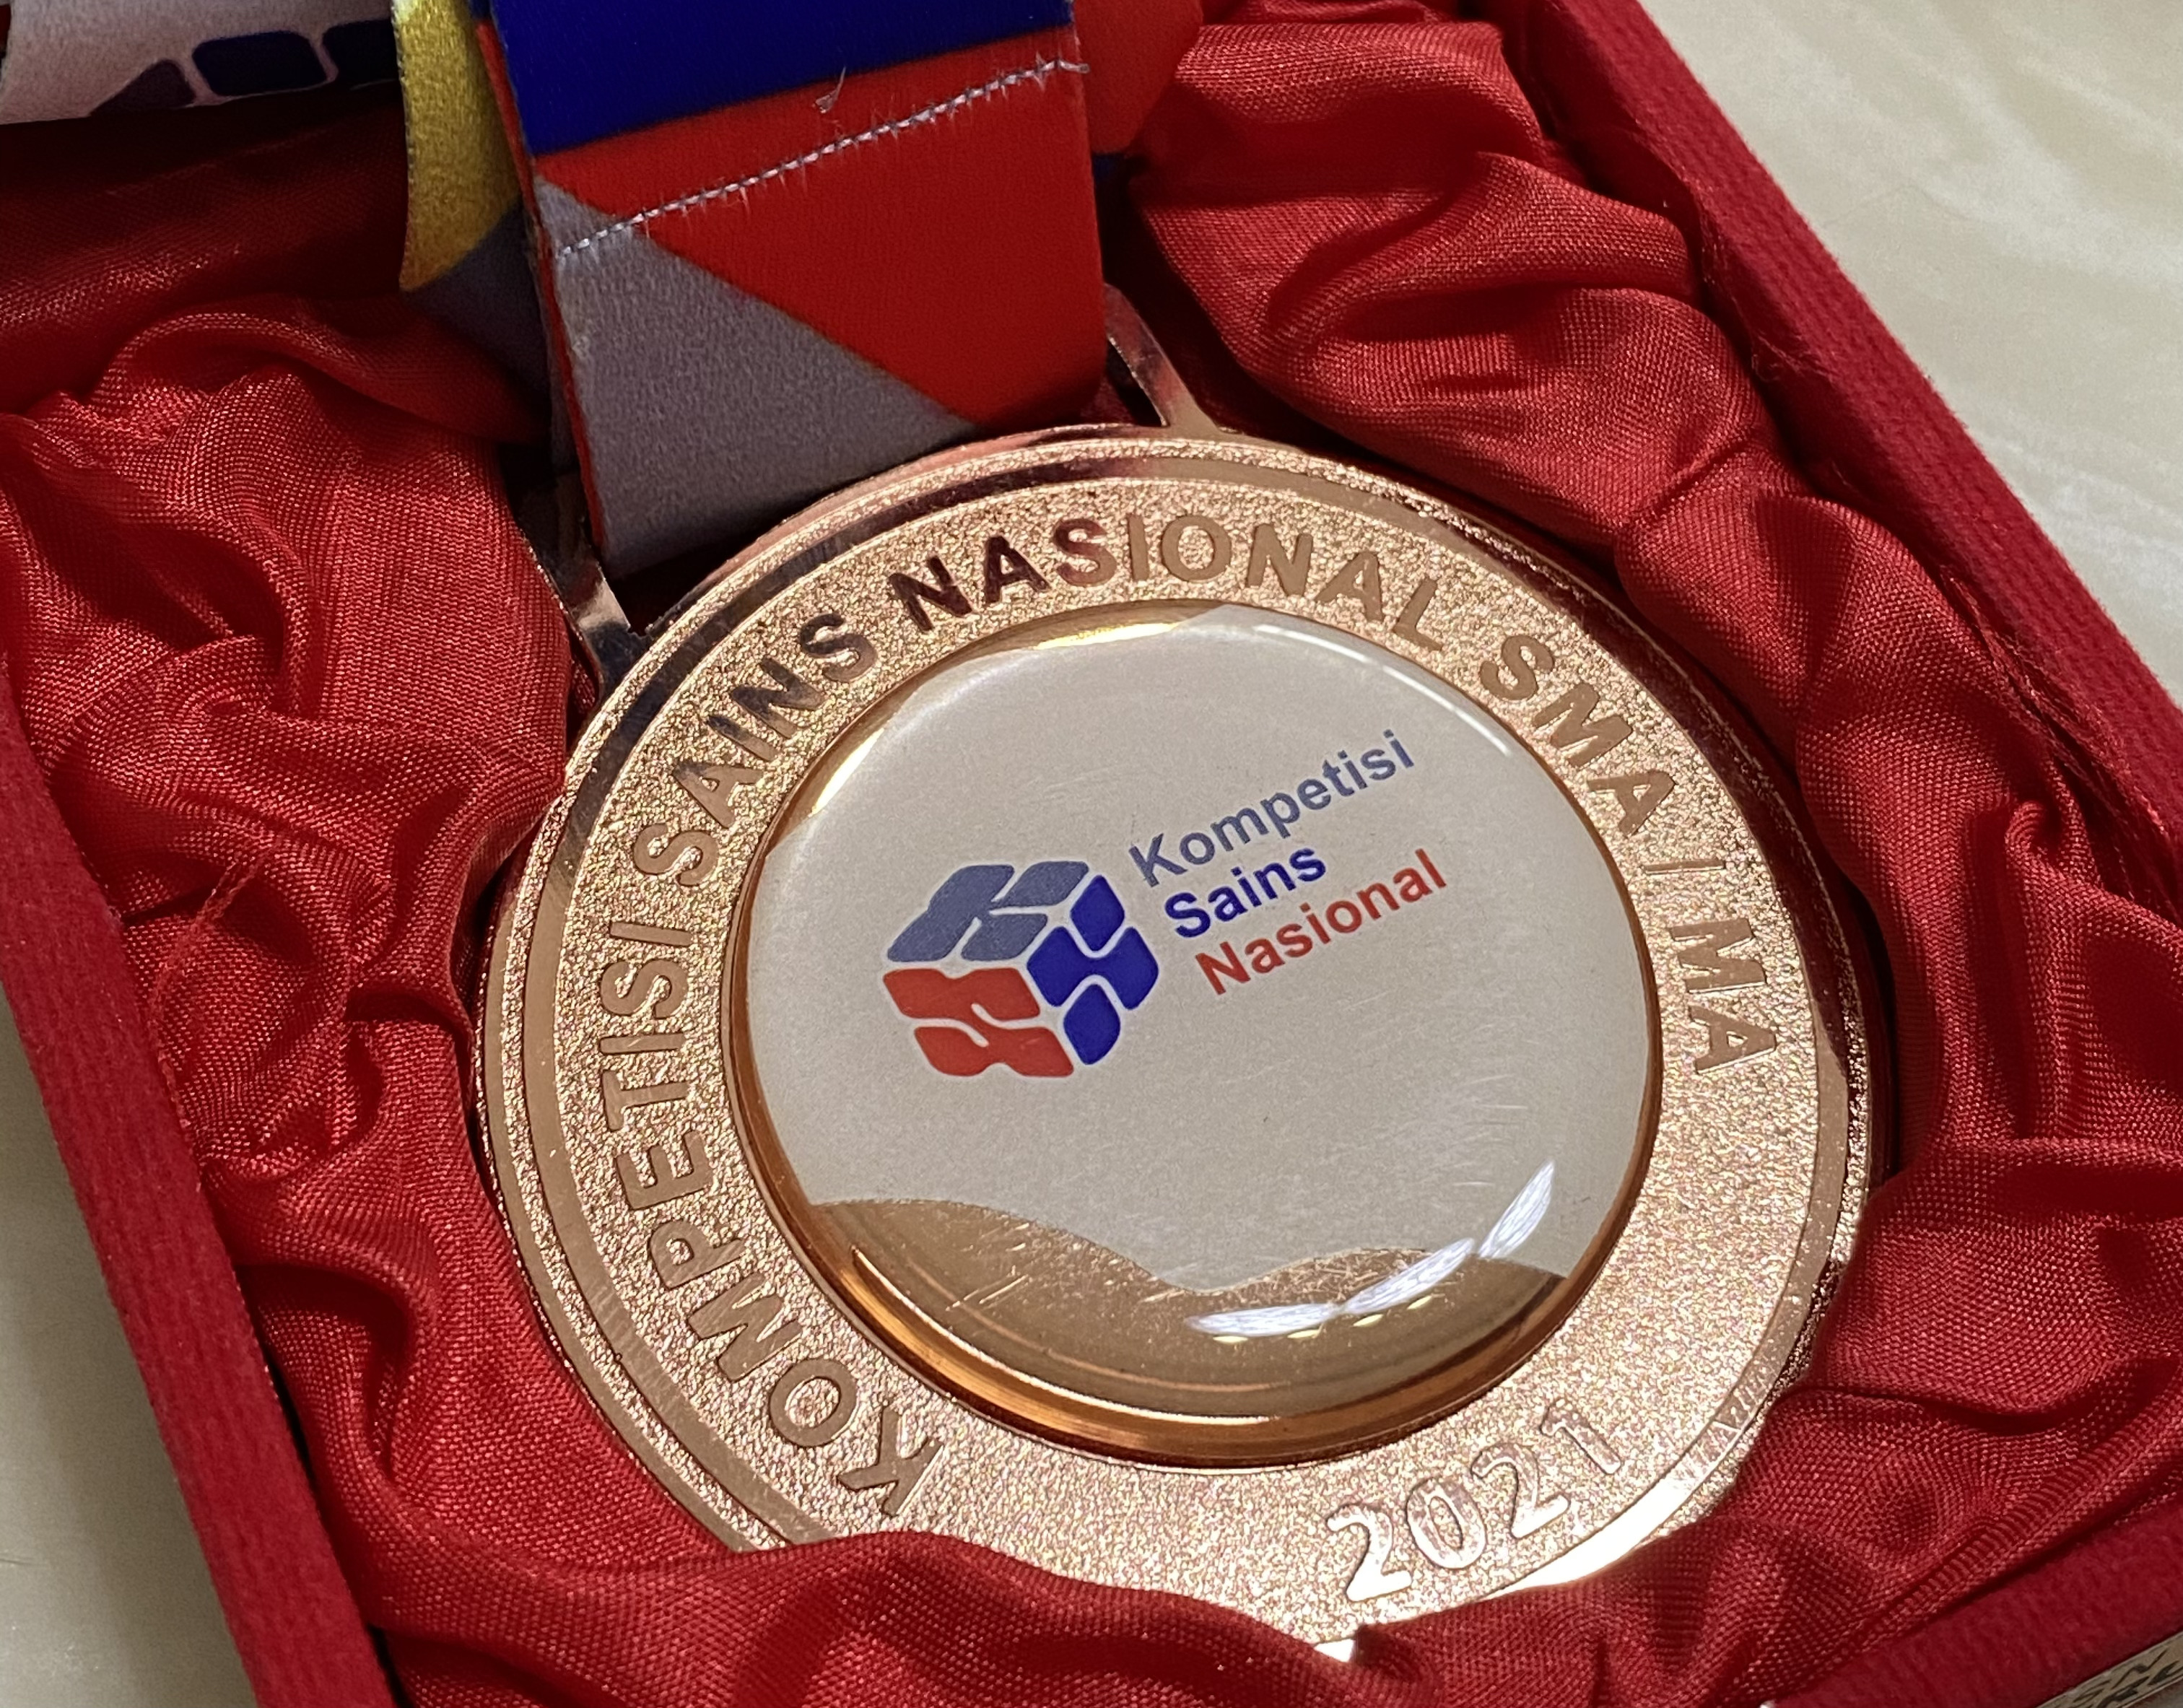 KOMPETISI SAINS NASIONAL SMA | MA
Kompetisi
Sains
Nasional
2021